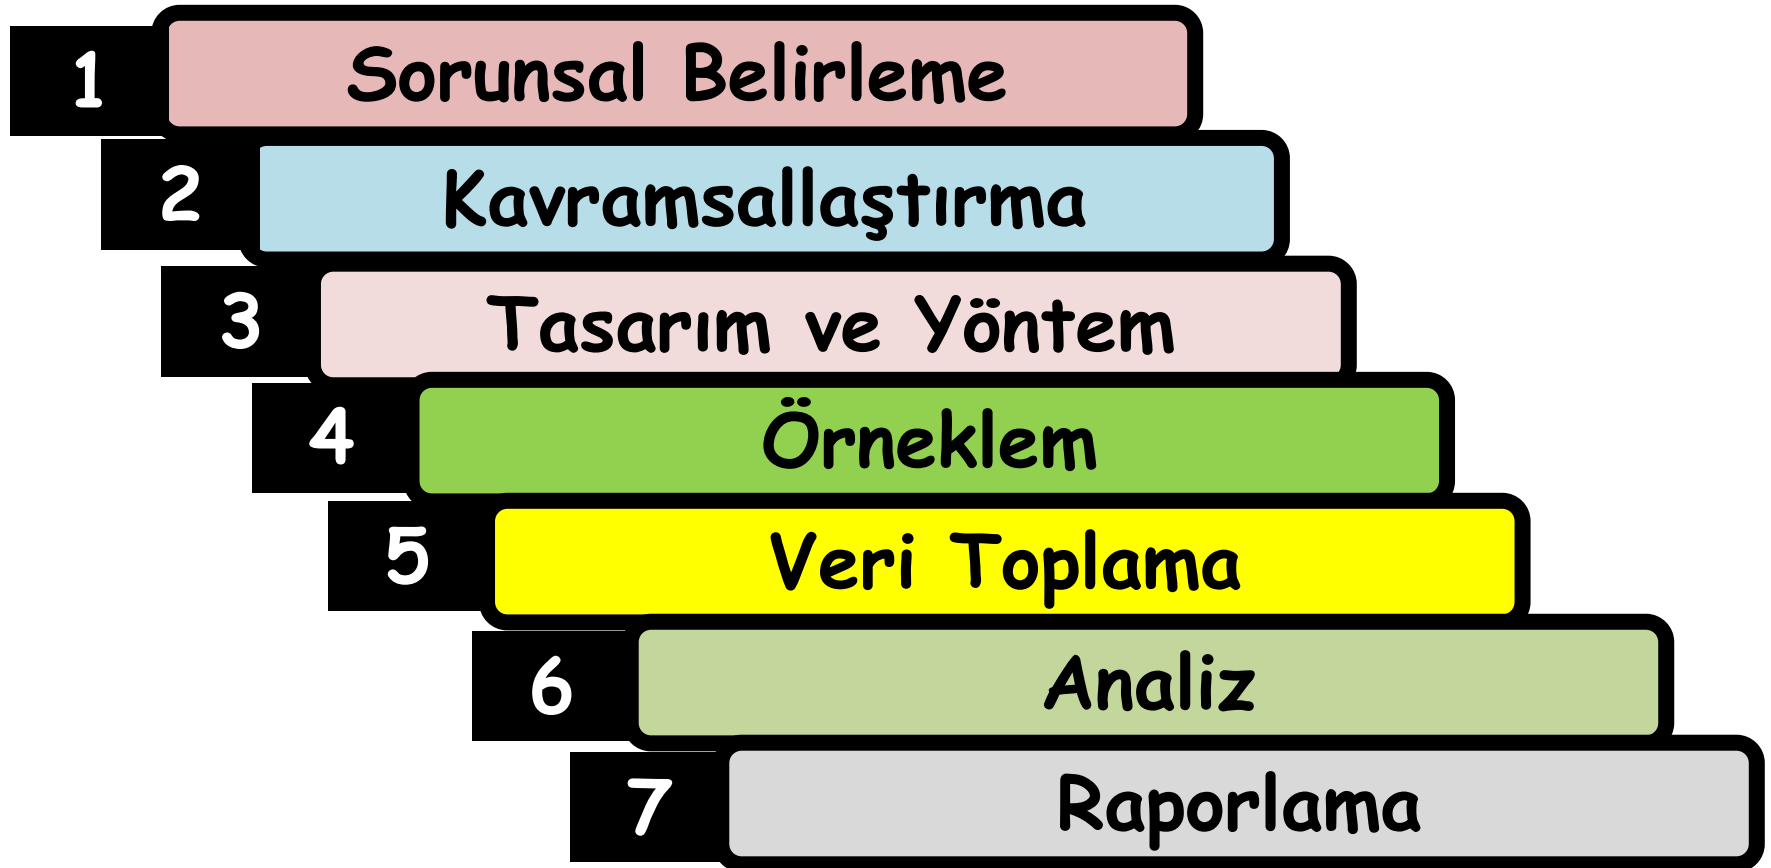 1 Sorunsal Belirleme
2 Kavramsallaştırma
3 Tasarım ve Yöntem
4 Örneklem
5 Veri Toplama
6 Analiz
7 Raporlama